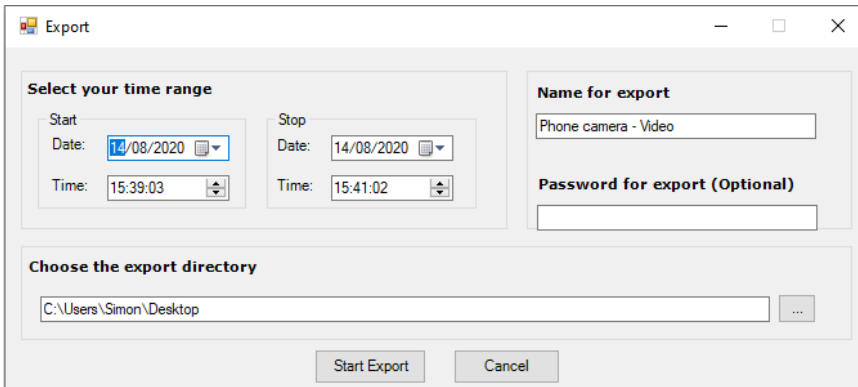 Export
Select your time range
Start
Date: 14/08/2020
Time: 15:39:03
Stop
Date: 14/08/2020
Time: 15:41:02
Name for export
Phone camera - Video
Password for export (Optional)
Choose the export directory
C:\Users\Simon\Desktop
...
Start Export
Cancel